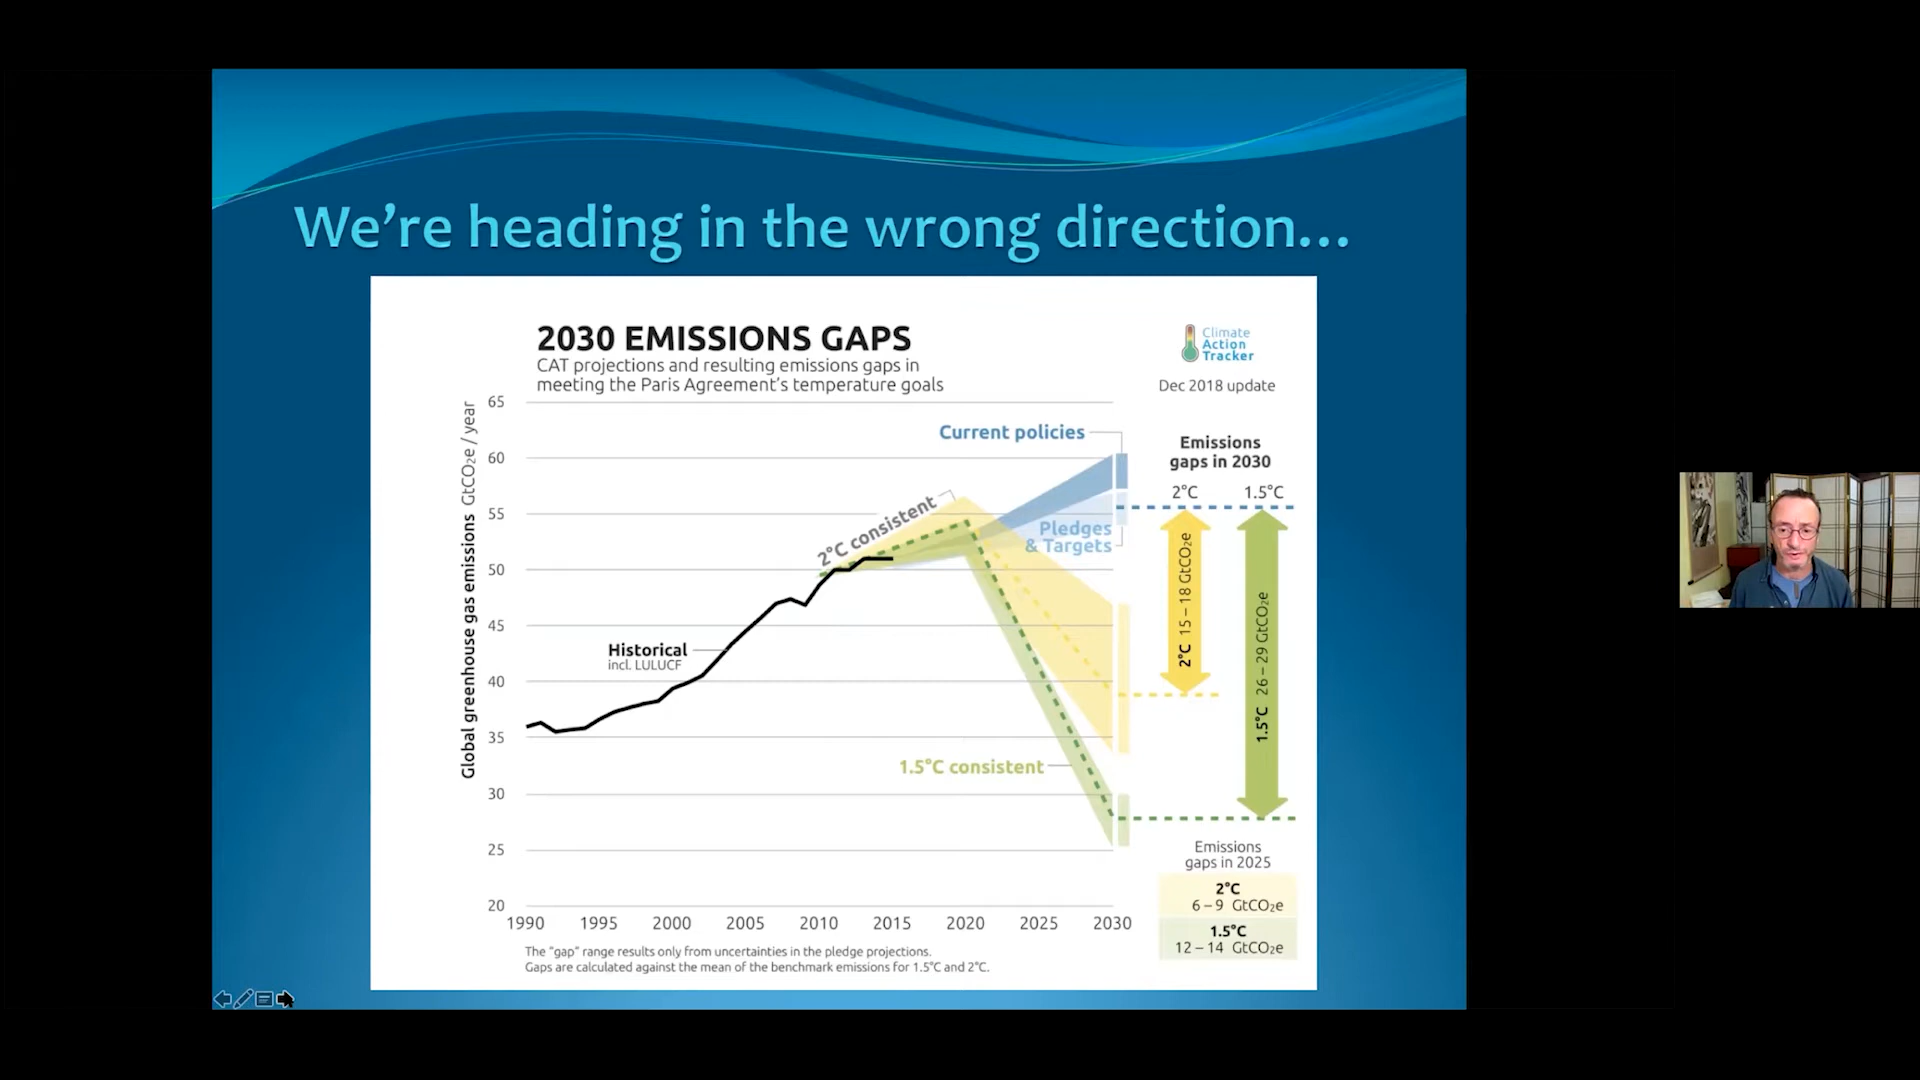 We're heading in the wrong direction...
2030 EMISSIONS GAPS
CAT projections and resulting emissions gaps in
meeting the Paris Agreement's temperature goals
Climate
Action
Tracker
Dec 2018 update
Global greenhouse gas emissions GtCO₂e / year
65
60
55
50
45
40
35
30
25
20
1990 1995 2000 2005 2010 2015 2020 2025 2030
Current policies
Pledges
& Targets
2°C consistent
Historical
incl. LULUCF
1.5°C consistent
Emissions
gaps in 2030
2°C 1.5°C
2°C 15 – 18 GtCO₂e
1.5°C 26 – 29 GtCO₂e
Emissions
gaps in 2025
2°C
6 – 9 GtCO₂e
1.5°C
12 – 14 GtCO₂e
The "gap" range results only from uncertainties in the pledge projections.
Gaps are calculated against the mean of the benchmark emissions for 1.5°C and 2°C.